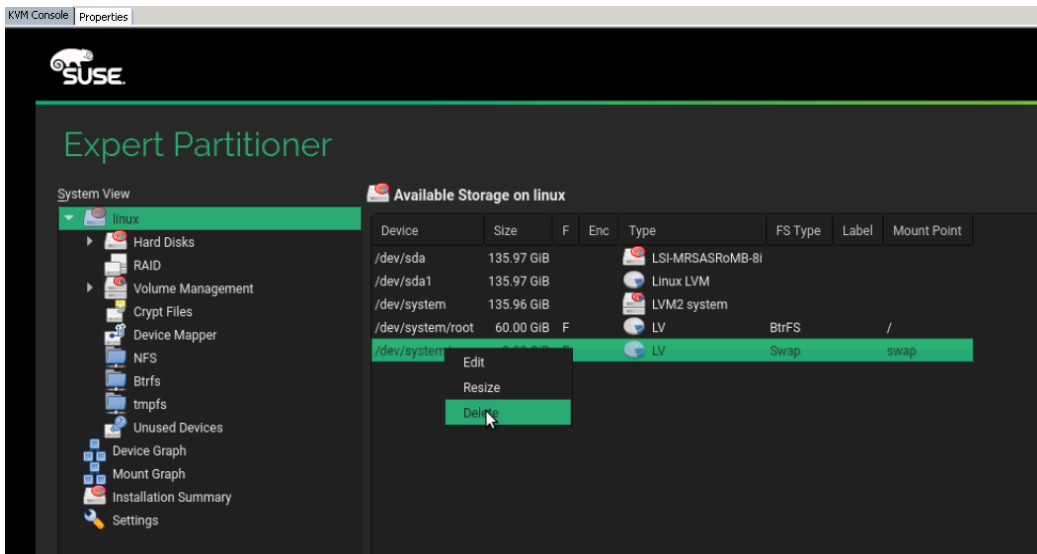 KVM Console Properties
SUSE.
Expert Partitioner
System View
linux
Hard Disks
RAID
Volume Management
Crypt Files
Device Mapper
NFS
Btrfs
tmpfs
Unused Devices
Device Graph
Mount Graph
Installation Summary
Settings
Available Storage on linux
Device Size F Enc Type FS Type Label Mount Point
/dev/sda 135.97 GiB LSI-MRSASRoMB-8i
/dev/sda1 135.97 GiB Linux LVM
/dev/system 135.96 GiB LVM2 system
/dev/system/root 60.00 GiB F LV BtrFS /
LV Swap swap
Edit
Resize
Delete